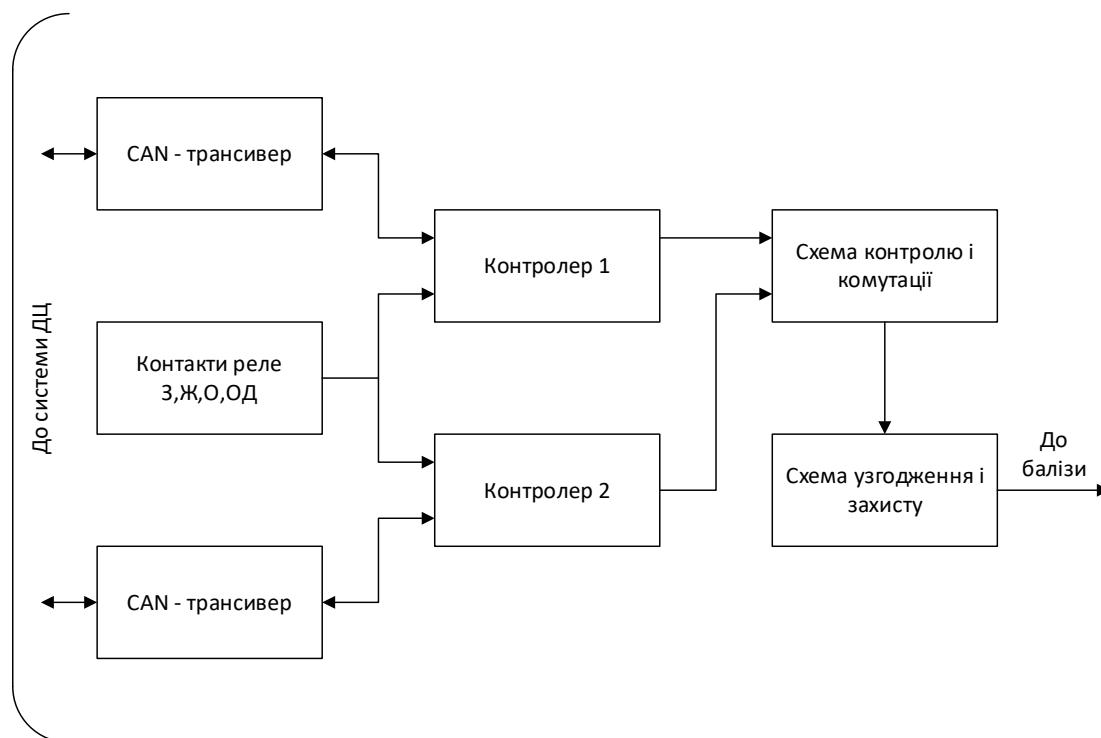 До системи ДЦ
CAN - трансивер
Контакти реле
З,Ж,О,ОД
CAN - трансивер
Контролер 1
Контролер 2
Схема контролю і
комутації
Схема узгодження і
захисту
До
балізи